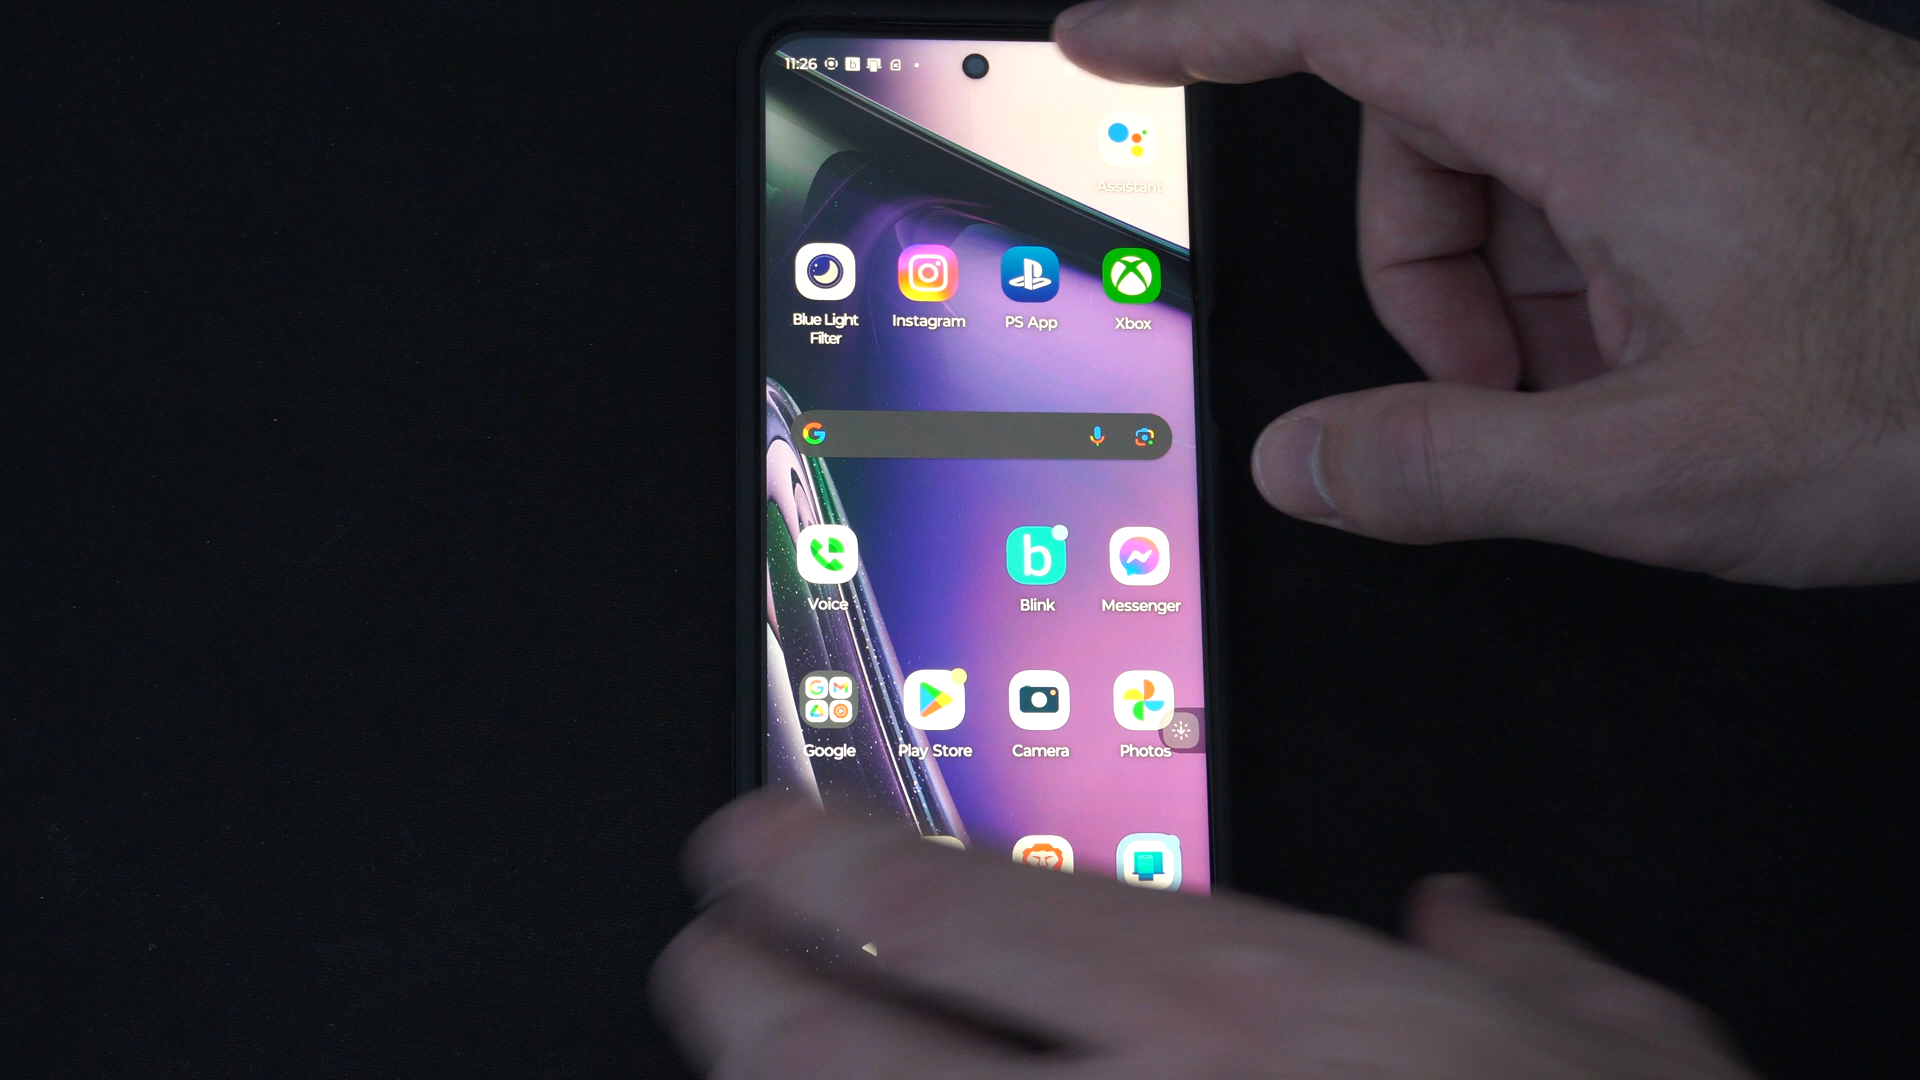 11:26
Assistant
Blue Light
Filter
Instagram
PS App
Xbox
Voice
b
Blink
Messenger
Google
Play Store
Camera
Photos